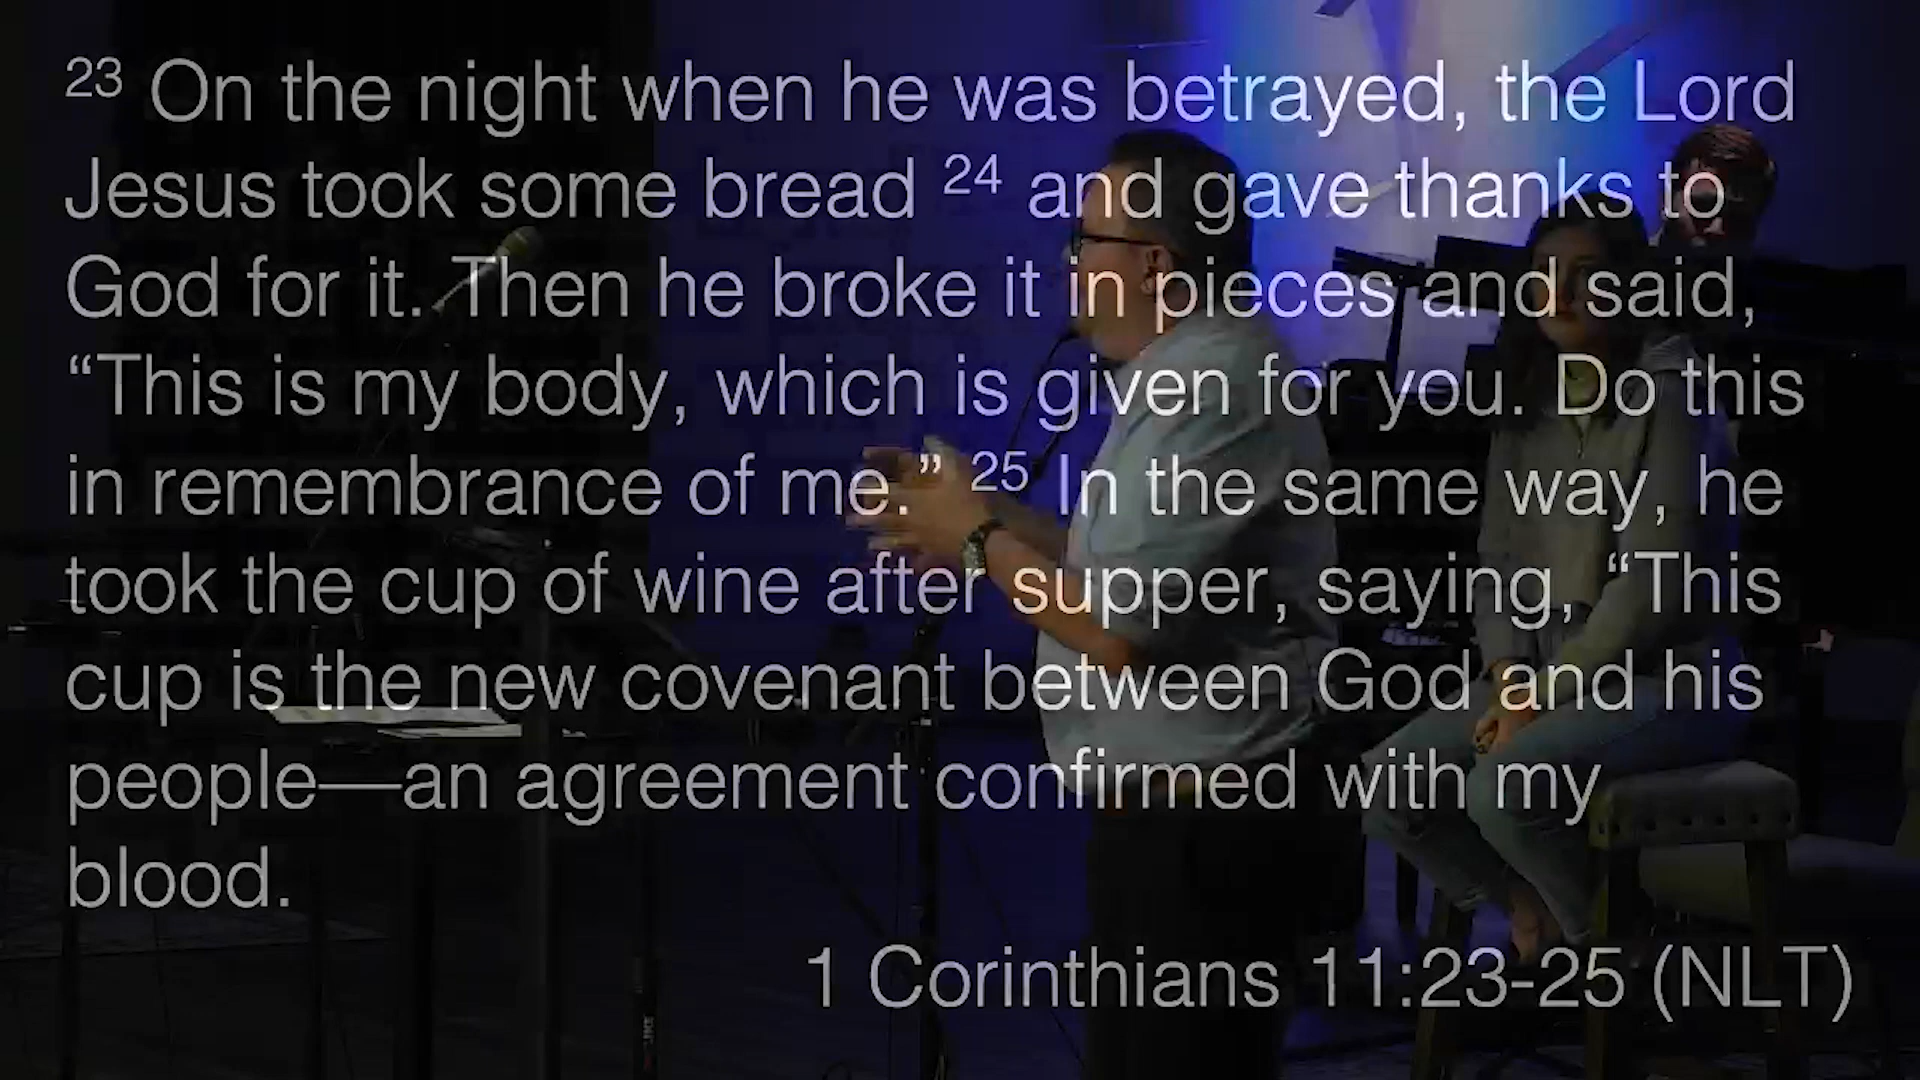 23 On the night when he was betrayed, the Lord
Jesus took some bread 24 and gave thanks to
God for it. Then he broke it in pieces and said,
“This is my body, which is given for you. Do this
in remembrance of me.” 25 In the same way, he
took the cup of wine after supper, saying, “This
cup is the new covenant between God and his
people—an agreement confirmed with my
blood.
1 Corinthians 11:23-25 (NLT)